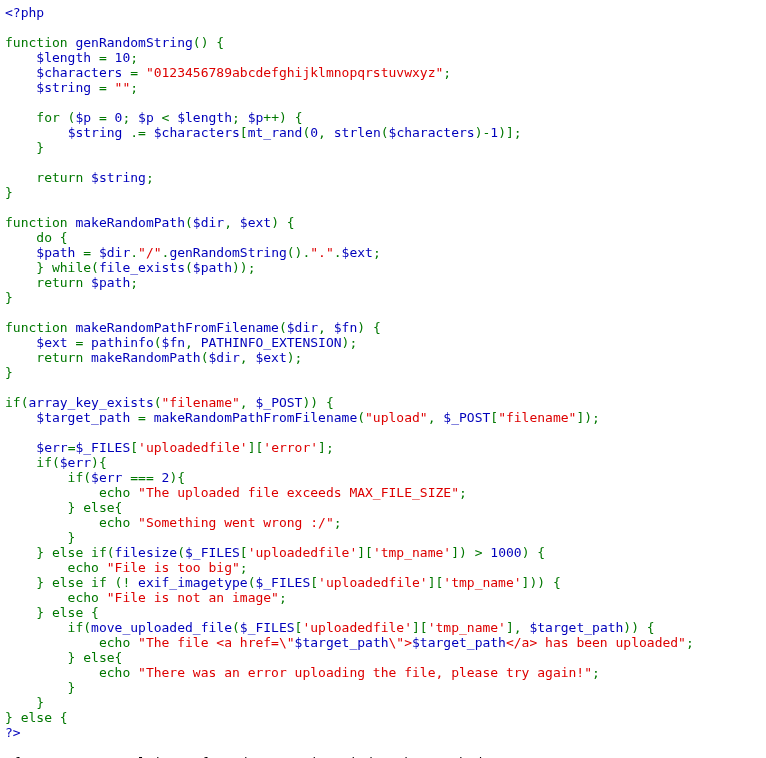 <?php
function genRandomString() {
$length = 10;
$characters = "0123456789abcdefghijklmnopqrstuvwxyz";
$string = "";
for ($p = 0; $p < $length; $p++) {
$string .= $characters[mt_rand(0, strlen($characters)-1)];
}
return $string;
}
function makeRandomPath($dir, $ext) {
do {
$path = $dir."/".genRandomString().".".$ext;
} while(file_exists($path));
return $path;
}
function makeRandomPathFromFilename($dir, $fn) {
$ext = pathinfo($fn, PATHINFO_EXTENSION);
return makeRandomPath($dir, $ext);
}
if(array_key_exists("filename", $_POST)) {
$target_path = makeRandomPathFromFilename("upload", $_POST["filename"]);
$err=$_FILES['uploadedfile']['error'];
if($err){
if($err === 2){
echo "The uploaded file exceeds MAX_FILE_SIZE";
} else{
echo "Something went wrong :/";
}
} else if(filesize($_FILES['uploadedfile']['tmp_name']) > 1000) {
echo "File is too big";
} else if (! exif_imagetype($_FILES['uploadedfile']['tmp_name'])) {
echo "File is not an image";
} else {
if(move_uploaded_file($_FILES['uploadedfile']['tmp_name'], $target_path)) {
echo "The file <a href=\"$target_path\">$target_path</a> has been uploaded";
} else{
echo "There was an error uploading the file, please try again!";
}
}
} else {
?>